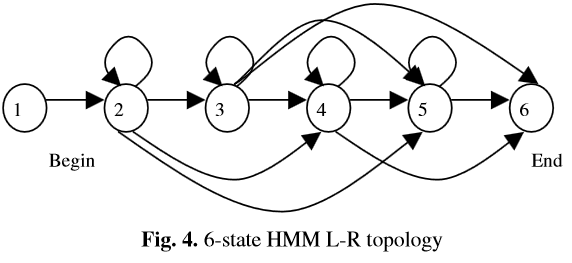 1 2 3 4 5 6
Begin End
Fig. 4. 6-state HMM L-R topology